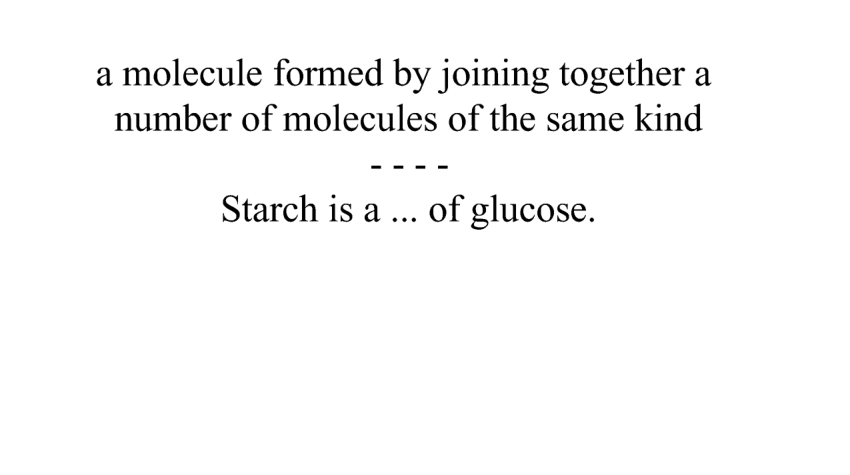 a molecule formed by joining together a
number of molecules of the same kind
- - - -
Starch is a ... of glucose.